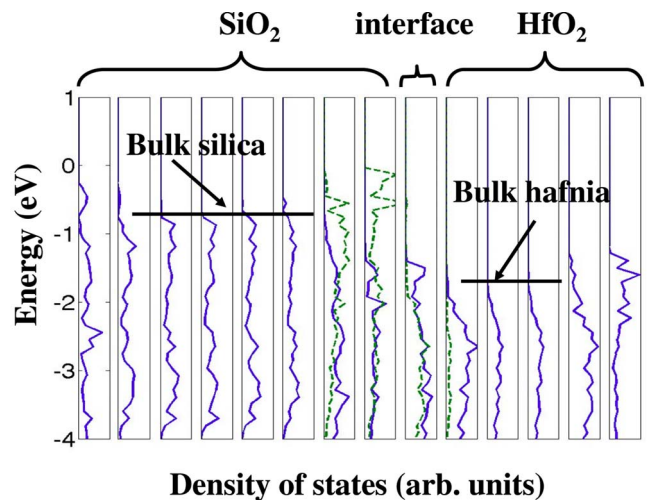 SiO₂ interface HfO₂
1
0
-1
-2
-3
-4
Energy (eV)
Bulk silica
Bulk hafnia
Density of states (arb. units)